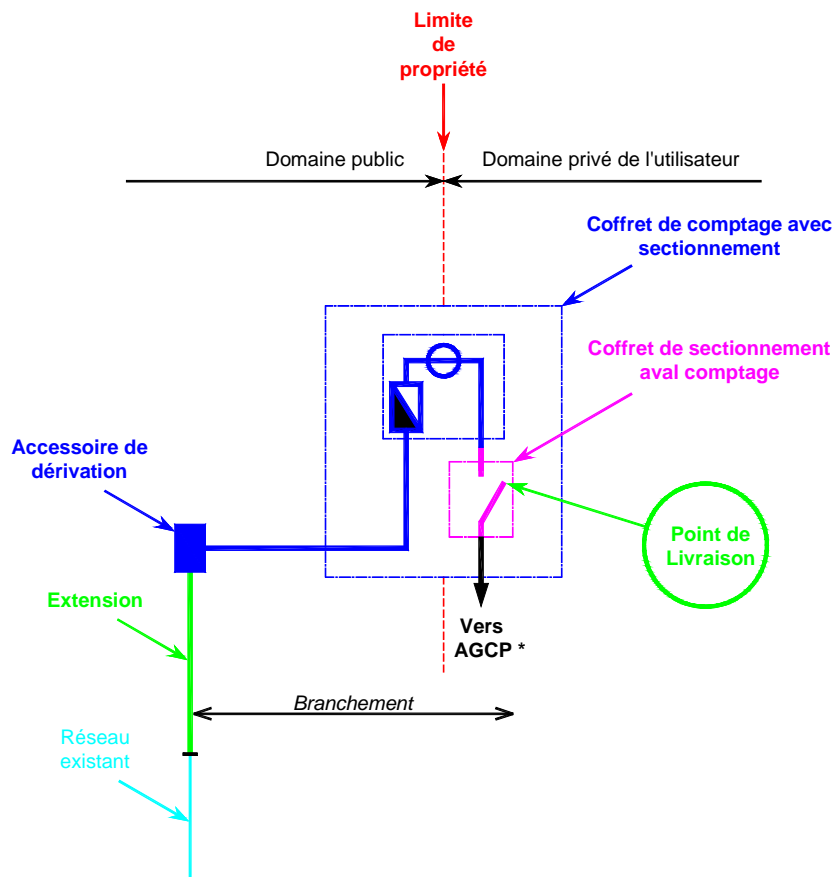 Limite
de
propriété
Domaine public
Domaine privé de l'utilisateur
Coffret de comptage avec
sectionnement
Coffret de sectionnement
aval comptage
Accessoire de
dérivation
Point de
Livraison
Extension
Vers
AGCP *
Branchement
Réseau
existant